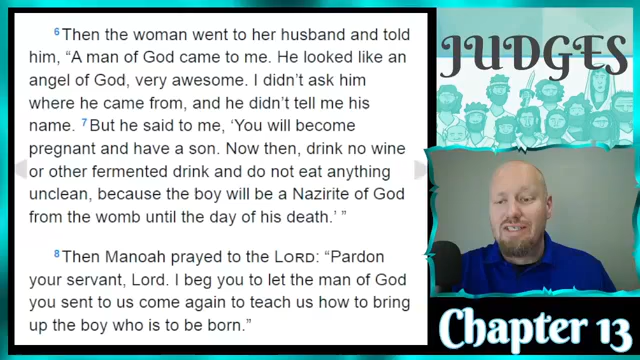 ⁶Then the woman went to her husband and told
him, “A man of God came to me. He looked like an
angel of God, very awesome. I didn’t ask him
where he came from, and he didn’t tell me his
name. ⁷But he said to me, ‘You will become
pregnant and have a son. Now then, drink no wine
or other fermented drink and do not eat anything
unclean, because the boy will be a Nazirite of God
from the womb until the day of his death.’ ”
⁸Then Manoah prayed to the LORD: “Pardon
your servant, Lord. I beg you to let the man of God
you sent to us come again to teach us how to bring
up the boy who is to be born.”
JUDGES
Chapter 13